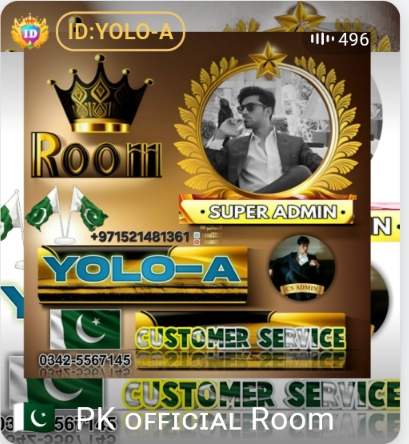 ID
ID:YOLO-A
496
Room
SUPER ADMIN
N
+971521481361
YOLO-A
CS ADMIN
CUSTOMER SERVICE
0342-5567145
CUSTOMER SERVICE
PK OFFICIAL Room